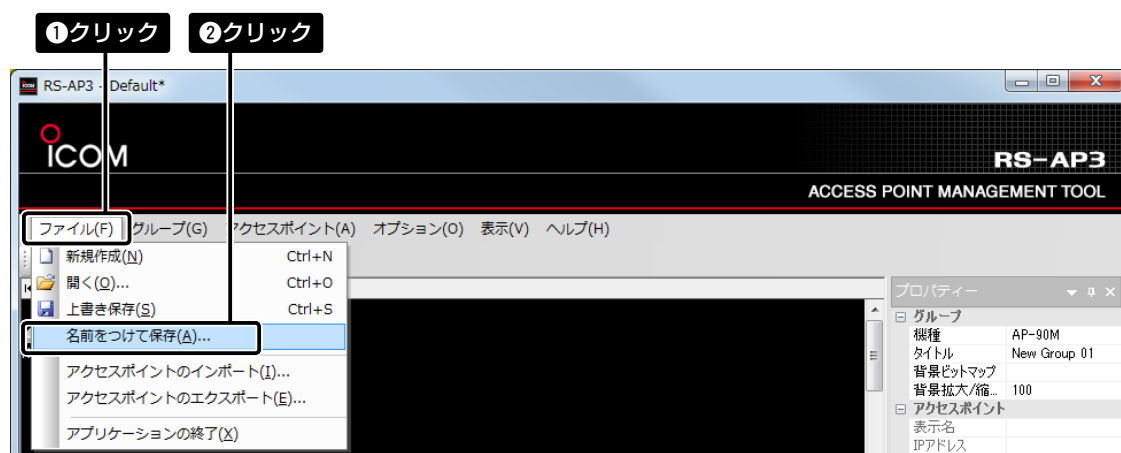 ❶クリック ❷クリック
RS-AP3 - Default*
ICOM
RS-AP3
ACCESS POINT MANAGEMENT TOOL
ファイル(F) グループ(G) アクセスポイント(A) オプション(O) 表示(V) ヘルプ(H)
新規作成(N) Ctrl+N
開く(O)... Ctrl+O
上書き保存(S) Ctrl+S
名前をつけて保存(A)...
アクセスポイントのインポート(I)...
アクセスポイントのエクスポート(E)...
アプリケーションの終了(X)
プロパティー
グループ
機種 AP-90M
タイトル New Group 01
背景ビットマップ
背景拡大/縮... 100
アクセスポイント
表示名
IPアドレス